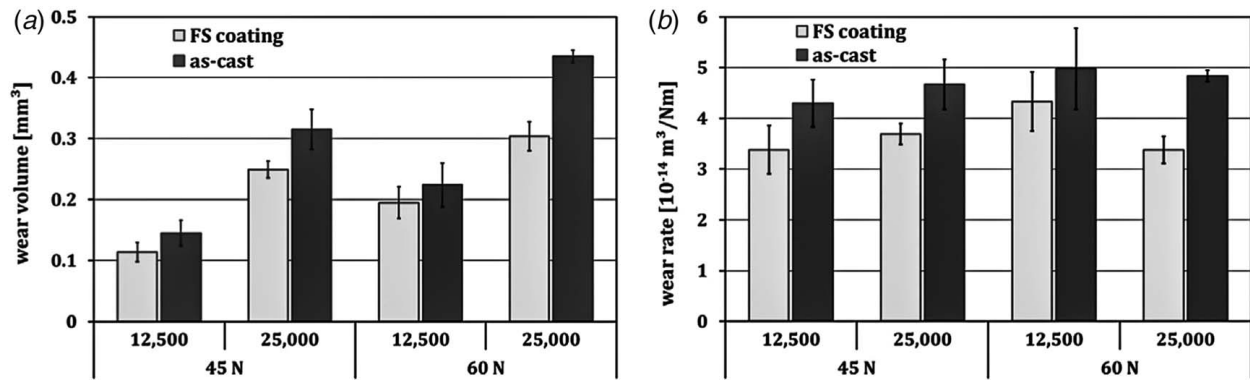 (a)
wear volume [mm³]
0.5
0.4
0.3
0.2
0.1
0
FS coating
as-cast
12,500 25,000 12,500 25,000
45 N 60 N
(b)
wear rate [10⁻¹⁴ m³/Nm]
6
5
4
3
2
1
0
FS coating
as-cast
12,500 25,000 12,500 25,000
45 N 60 N